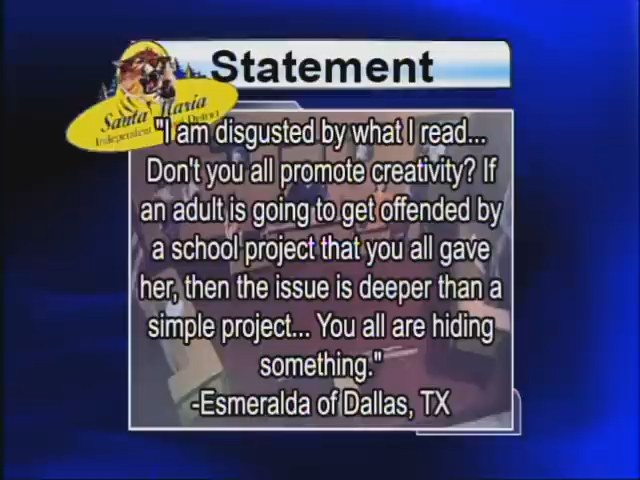 Statement
Santa Maria
Independent District
"I am disgusted by what I read...
Don't you all promote creativity? If
an adult is going to get offended by
a school project that you all gave
her, then the issue is deeper than a
simple project... You all are hiding
something."
-Esmeralda of Dallas, TX